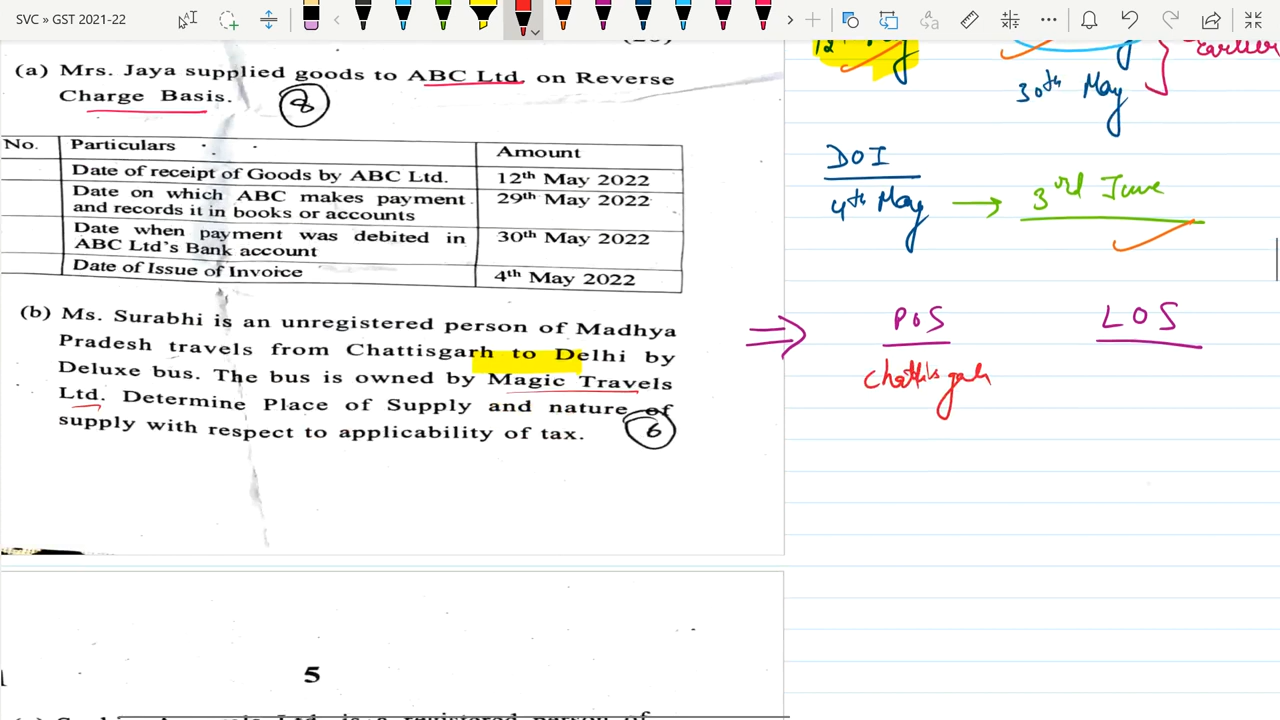 SVC » GST 2021-22
(a) Mrs. Jaya supplied goods to ABC Ltd. on Reverse
Charge Basis.
8
No. Particulars Amount
Date of receipt of Goods by ABC Ltd. 12th May 2022
Date on which ABC makes payment and records it in books or accounts 29th May 2022
Date when payment was debited in ABC Ltd's Bank account 30th May 2022
Date of Issue of Invoice 4th May 2022
(b) Ms. Surabhi is an unregistered person of Madhya
Pradesh travels from Chattisgarh to Delhi by
Deluxe bus. The bus is owned by Magic Travels
Ltd. Determine Place of Supply and nature of
supply with respect to applicability of tax.
6
5
earlier
30th May
DOI
4th May → 3rd June
POS LOS
Chattisgarh